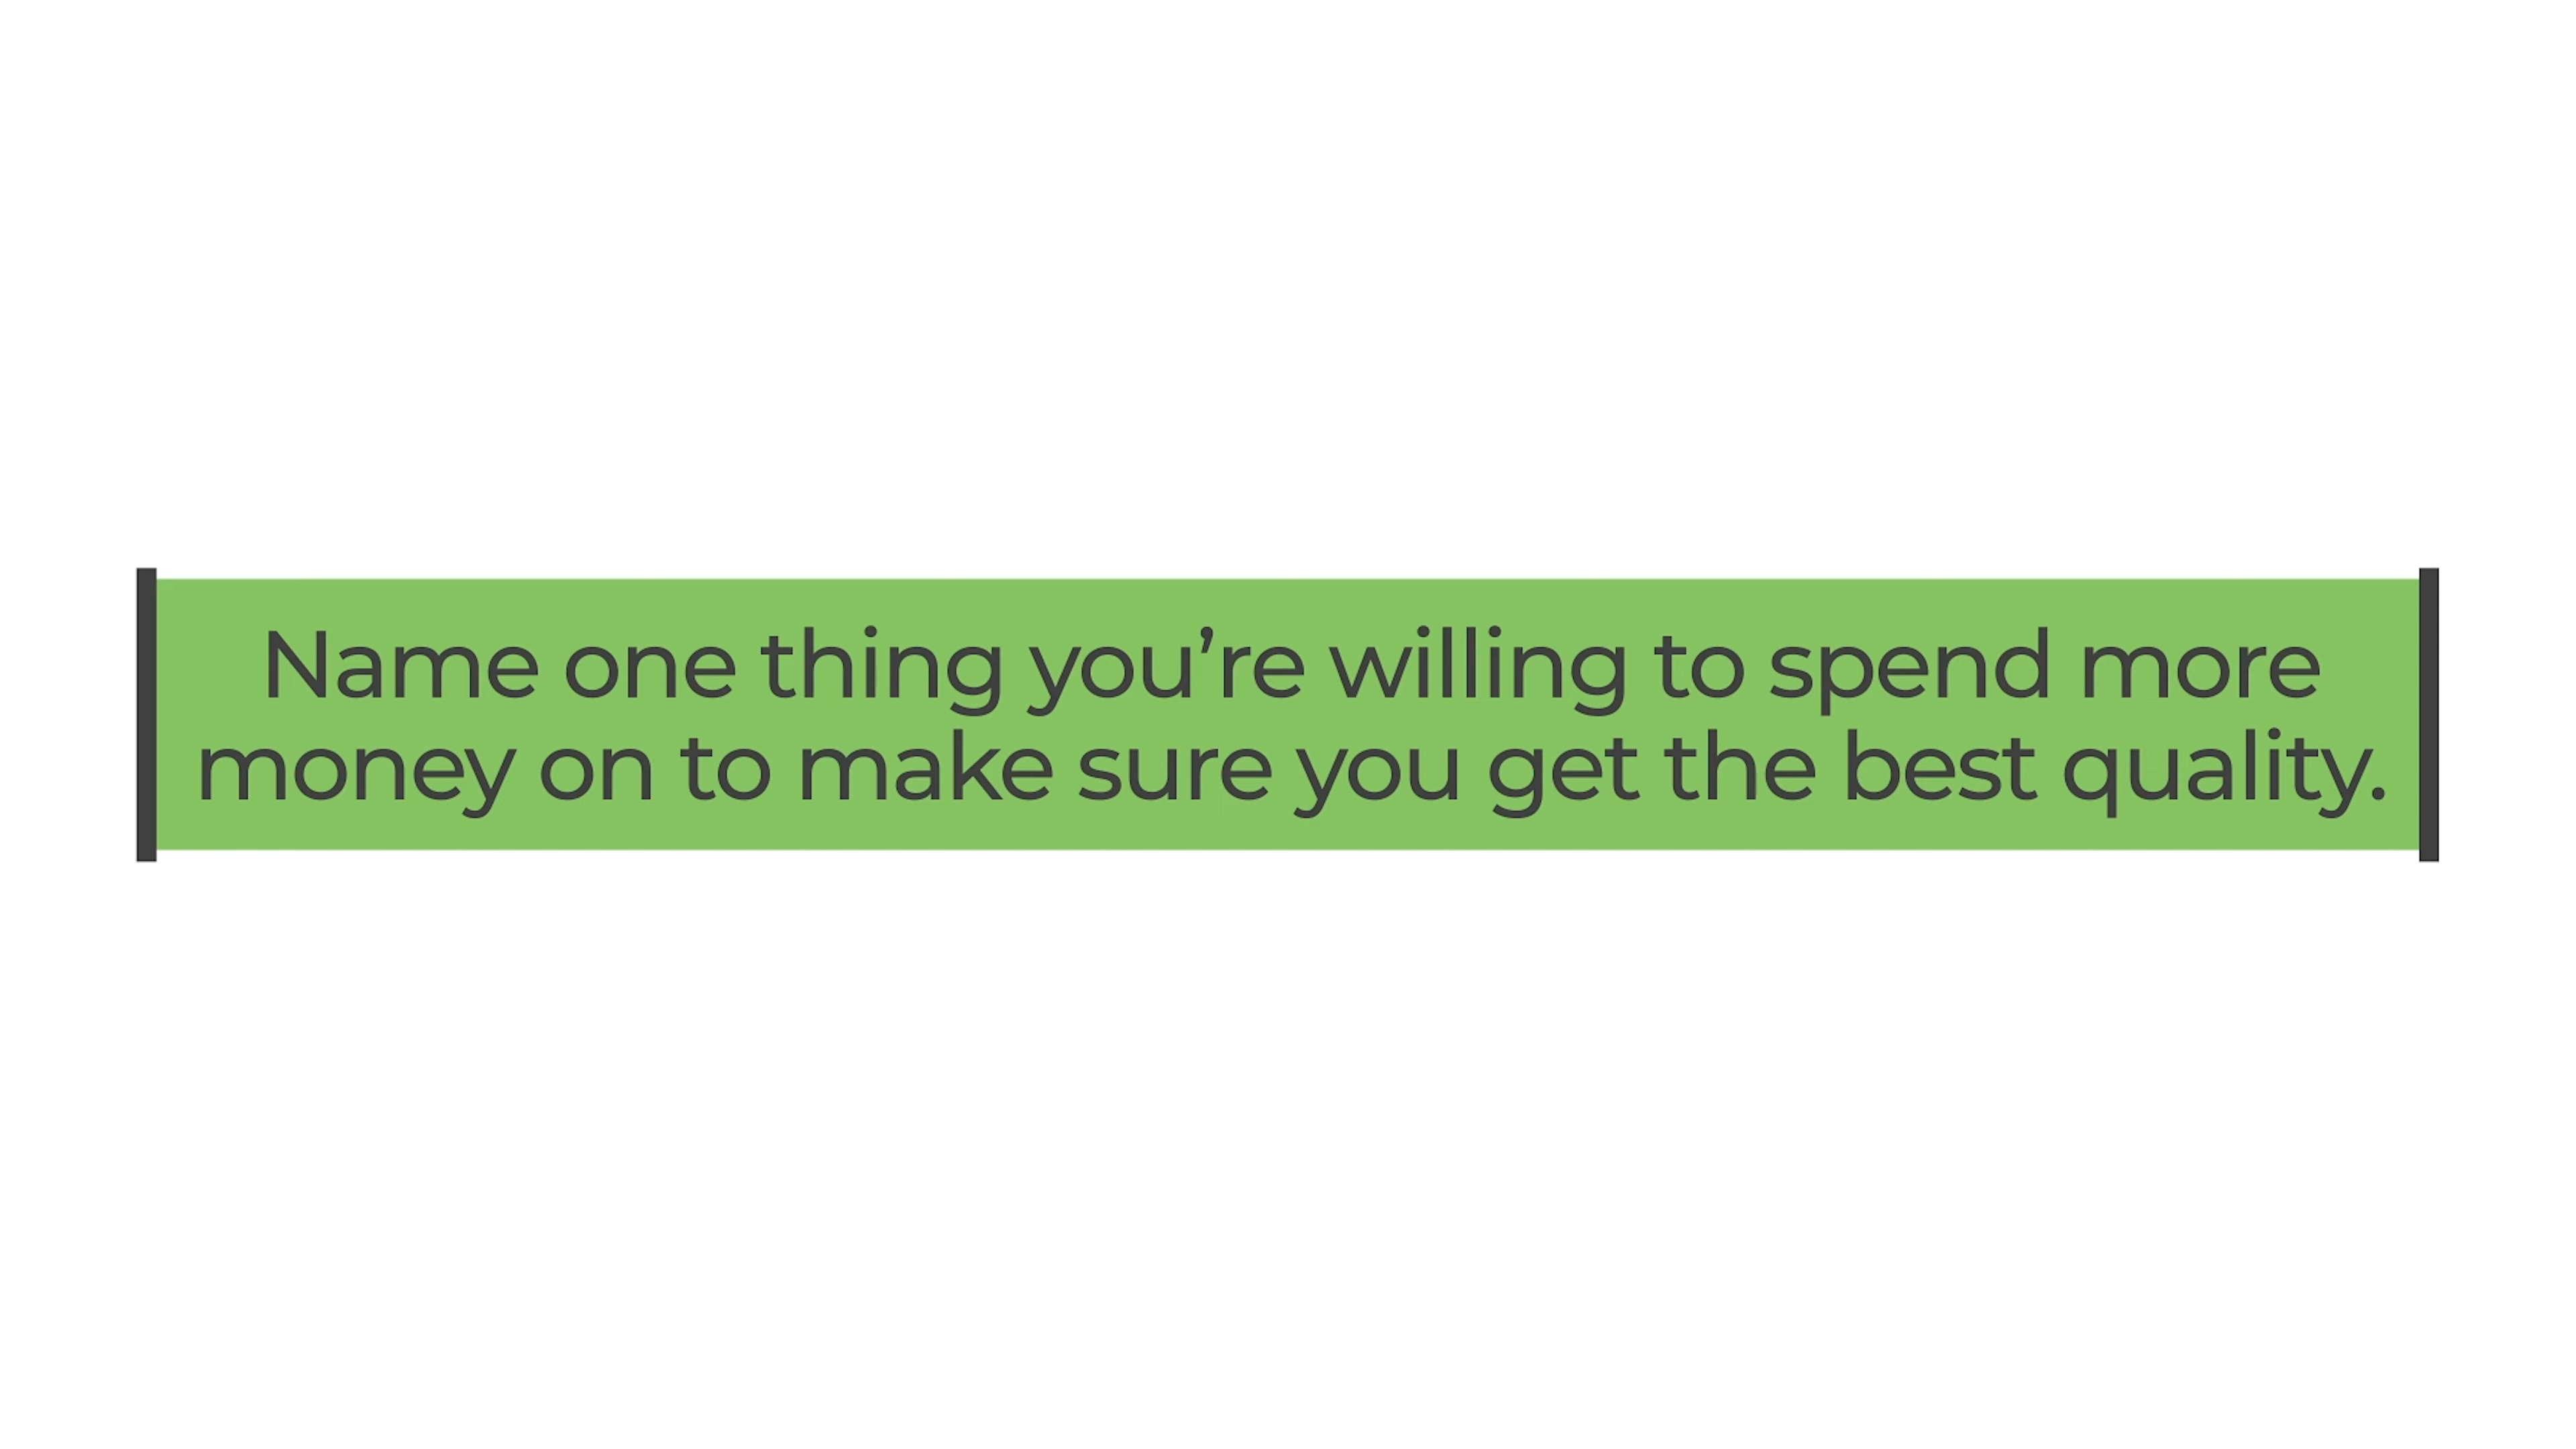 Name one thing you’re willing to spend more
money on to make sure you get the best quality.